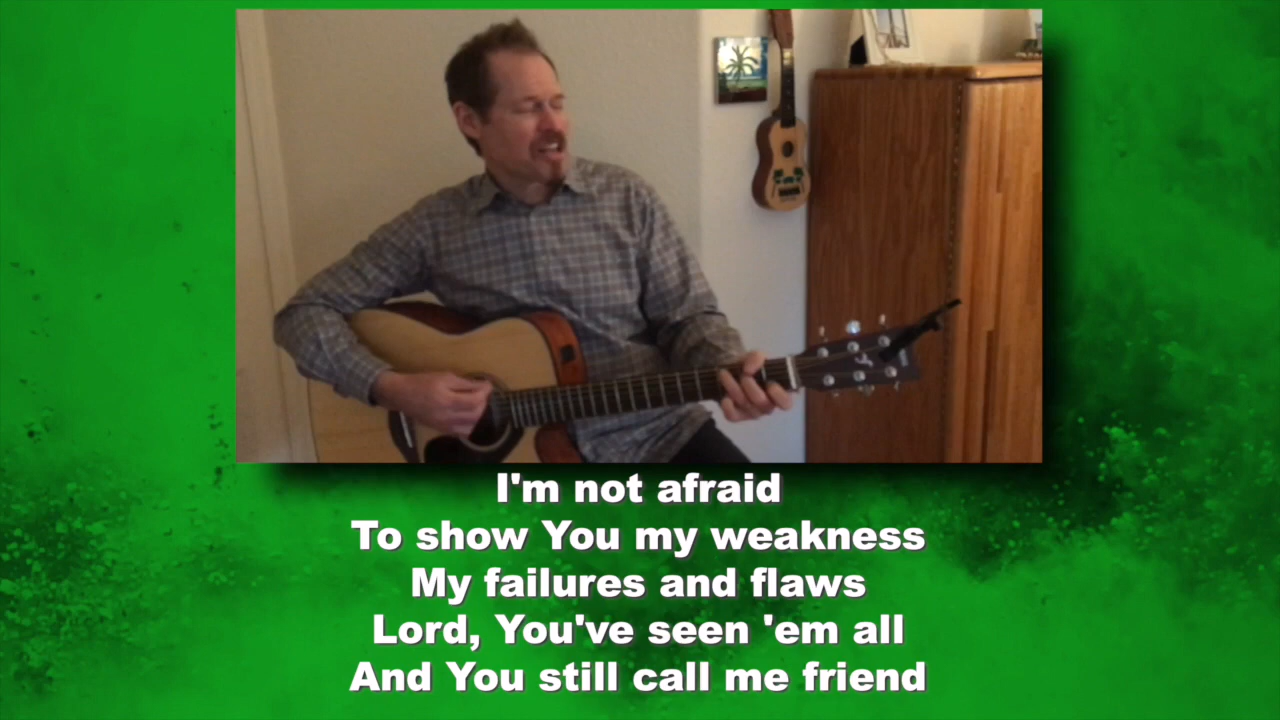 I'm not afraid
To show You my weakness
My failures and flaws
Lord, You've seen 'em all
And You still call me friend